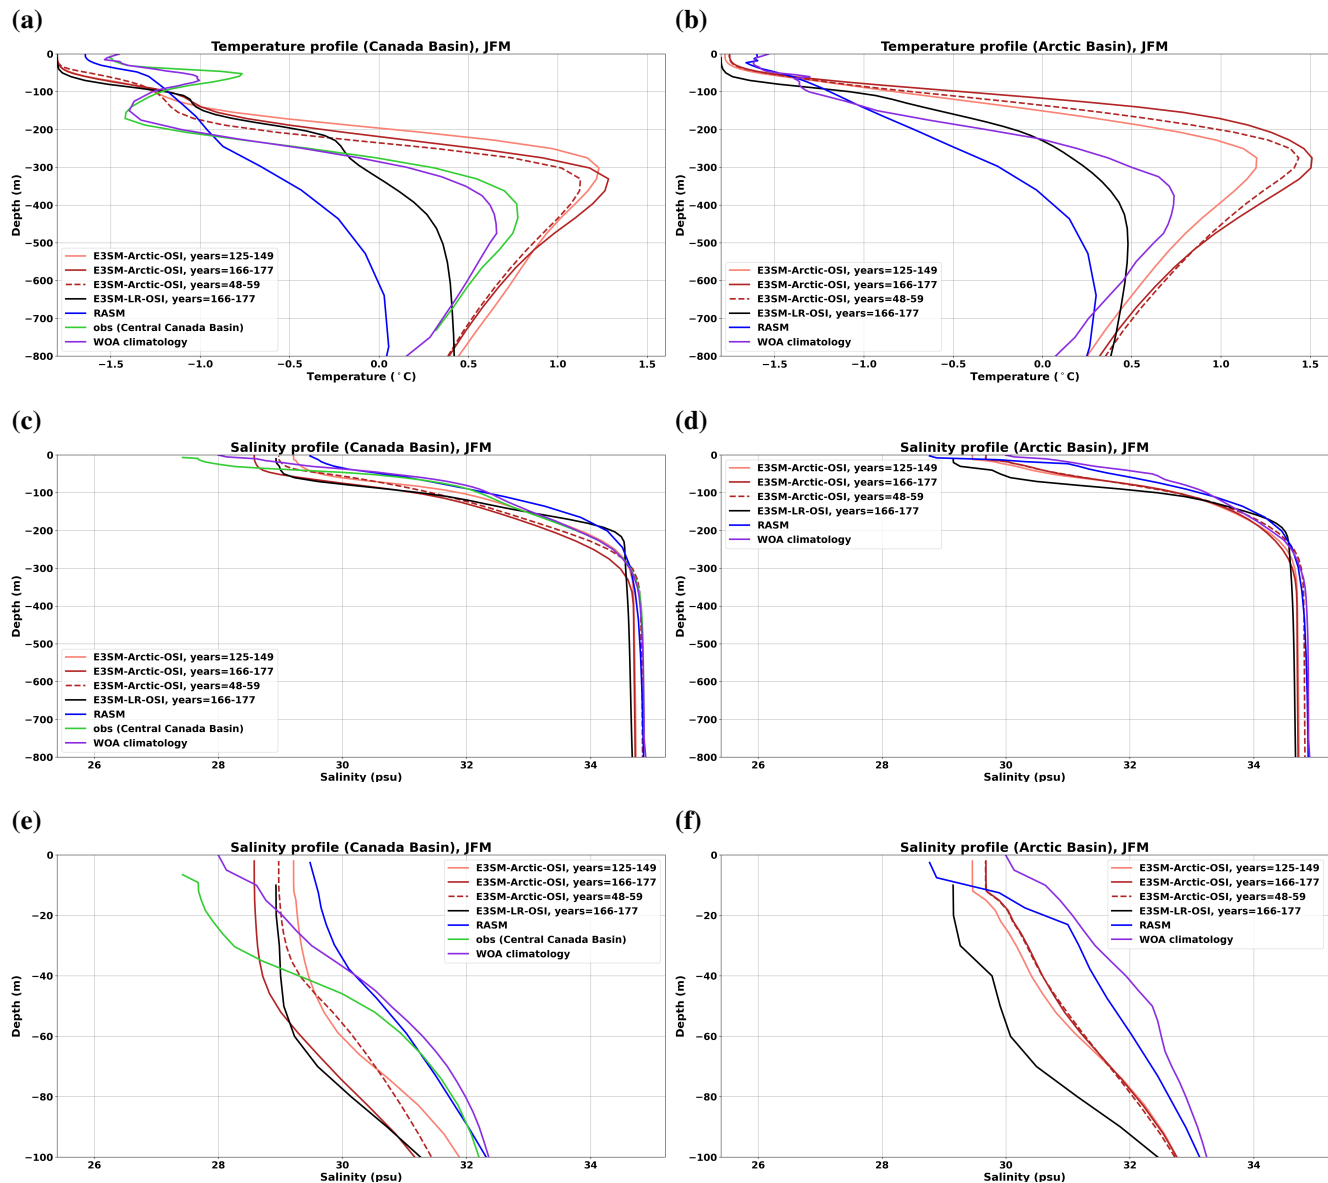 (a)
Temperature profile (Canada Basin), JFM
0
−100
−200
−300
−400
−500
−600
−700
−800
Depth (m)
E3SM-Arctic-OSI, years=125-149
E3SM-Arctic-OSI, years=166-177
E3SM-Arctic-OSI, years=48-59
E3SM-LR-OSI, years=166-177
RASM
obs (Central Canada Basin)
WOA climatology
−1.5 −1.0 −0.5 0.0 0.5 1.0 1.5
Temperature (°C)
(b)
Temperature profile (Arctic Basin), JFM
0
−100
−200
−300
−400
−500
−600
−700
−800
Depth (m)
E3SM-Arctic-OSI, years=125-149
E3SM-Arctic-OSI, years=166-177
E3SM-Arctic-OSI, years=48-59
E3SM-LR-OSI, years=166-177
RASM
WOA climatology
−1.5 −1.0 −0.5 0.0 0.5 1.0 1.5
Temperature (°C)
(c)
Salinity profile (Canada Basin), JFM
0
−100
−200
−300
−400
−500
−600
−700
−800
Depth (m)
E3SM-Arctic-OSI, years=125-149
E3SM-Arctic-OSI, years=166-177
E3SM-Arctic-OSI, years=48-59
E3SM-LR-OSI, years=166-177
RASM
obs (Central Canada Basin)
WOA climatology
26 28 30 32 34
Salinity (psu)
(d)
Salinity profile (Arctic Basin), JFM
0
−100
−200
−300
−400
−500
−600
−700
−800
Depth (m)
E3SM-Arctic-OSI, years=125-149
E3SM-Arctic-OSI, years=166-177
E3SM-Arctic-OSI, years=48-59
E3SM-LR-OSI, years=166-177
RASM
WOA climatology
26 28 30 32 34
Salinity (psu)
(e)
Salinity profile (Canada Basin), JFM
0
−20
−40
−60
−80
−100
Depth (m)
E3SM-Arctic-OSI, years=125-149
E3SM-Arctic-OSI, years=166-177
E3SM-Arctic-OSI, years=48-59
E3SM-LR-OSI, years=166-177
RASM
obs (Central Canada Basin)
WOA climatology
26 28 30 32 34
Salinity (psu)
(f)
Salinity profile (Arctic Basin), JFM
0
−20
−40
−60
−80
−100
Depth (m)
E3SM-Arctic-OSI, years=125-149
E3SM-Arctic-OSI, years=166-177
E3SM-Arctic-OSI, years=48-59
E3SM-LR-OSI, years=166-177
RASM
WOA climatology
26 28 30 32 34
Salinity (psu)